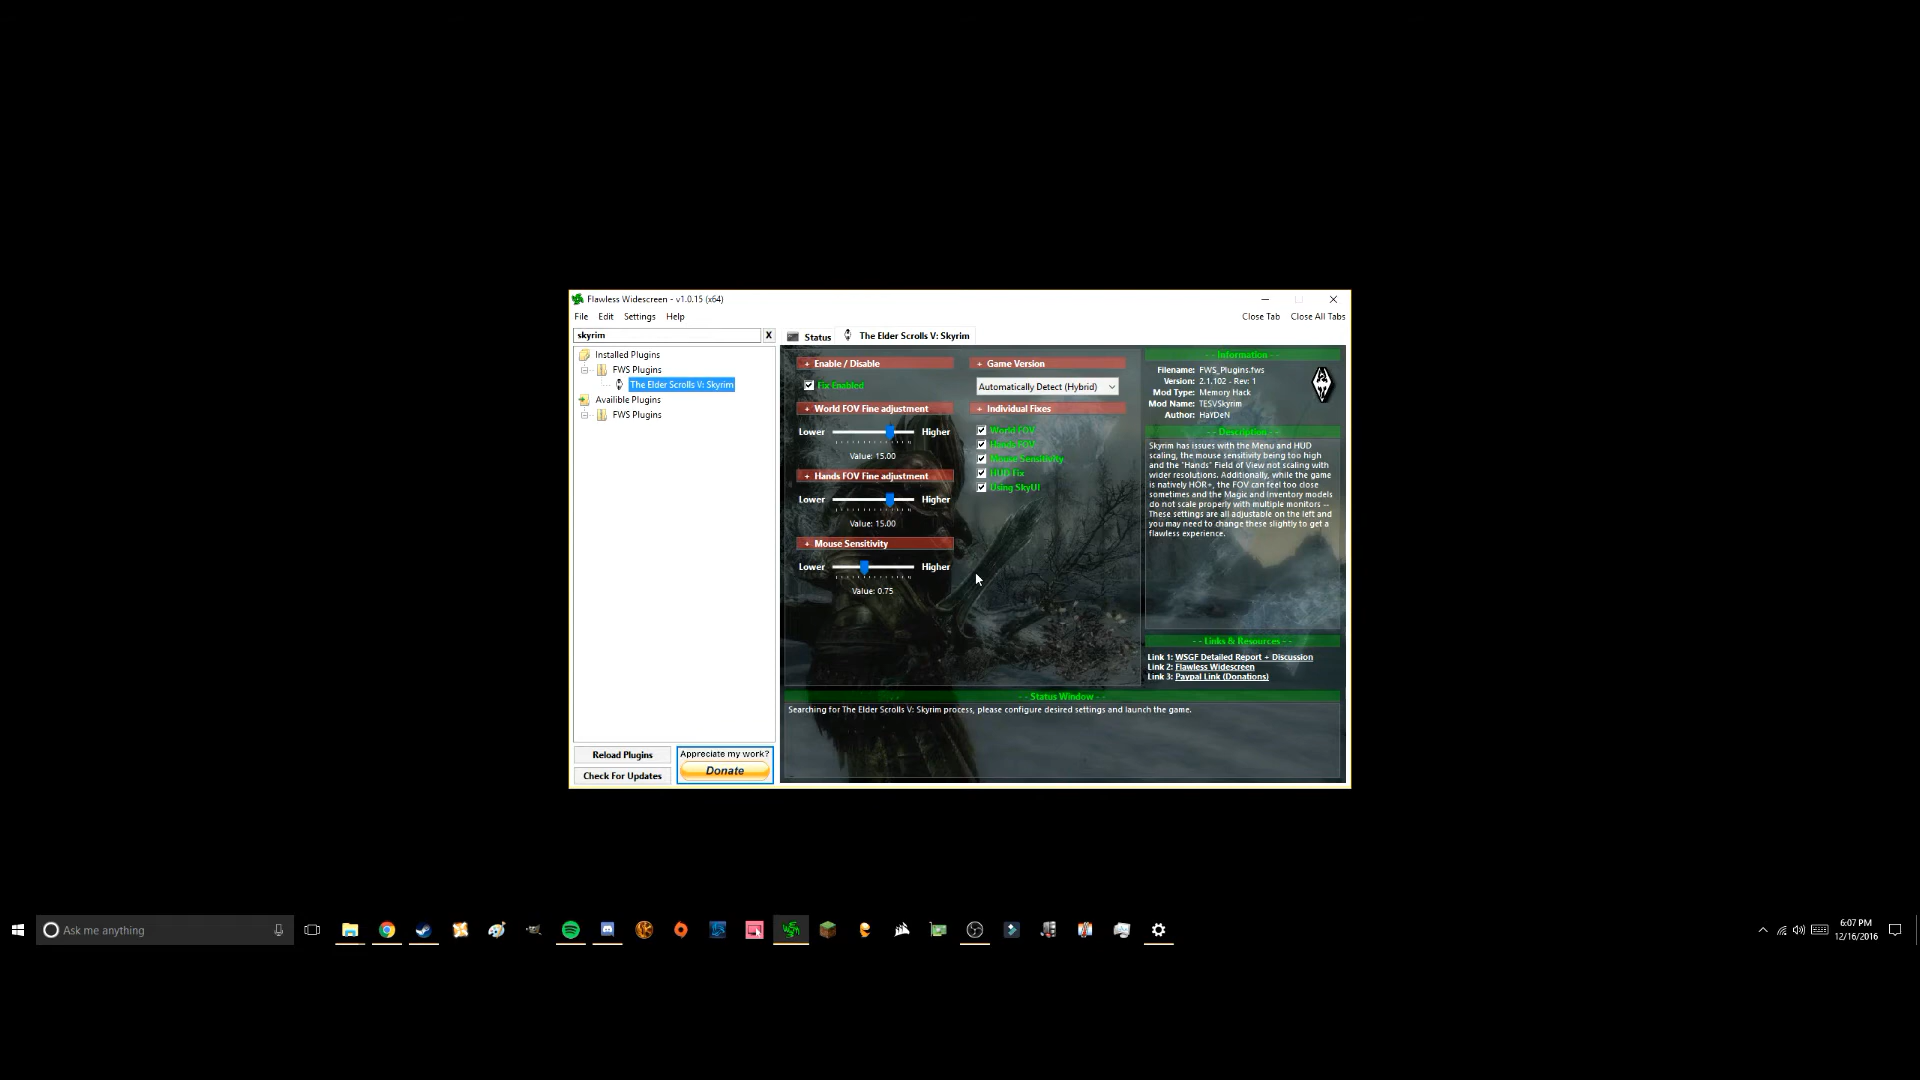 Flawless Widescreen - v1.0.15 (x64)
File Edit Settings Help
Close Tab Close All Tabs
skyrim X
Status The Elder Scrolls V: Skyrim
Installed Plugins
FWS Plugins
The Elder Scrolls V: Skyrim
Availible Plugins
FWS Plugins
Reload Plugins
Check For Updates
Appreciate my work?
Donate
+ Enable / Disable
Fix Enabled
+ World FOV Fine adjustment
Lower Higher
Value: 15.00
+ Hands FOV Fine adjustment
Lower Higher
Value: 15.00
+ Mouse Sensitivity
Lower Higher
Value: 0.75
+ Game Version
Automatically Detect (Hybrid)
+ Individual Fixes
World FOV
Hands FOV
Mouse Sensitivity
HUD Fix
Using SkyUI
- - Information - -
Filename: FWS_Plugins.fws
Version: 2.1.102 - Rev: 1
Mod Type: Memory Hack
Mod Name: TESVSkyrim
Author: HaYDeN
- - Description - -
Skyrim has issues with the Menu and HUD
scaling, the mouse sensitivity being too high
and the "Hands" Field of View not scaling with
wider resolutions. Additionally, while the game
is natively HOR+, the FOV can feel too close
sometimes and the Magic and Inventory models
do not scale properly with multiple monitors --
These settings are all adjustable on the left and
you may need to change these slightly to get a
flawless experience.
- - Links & Resources - -
Link 1: WSGF Detailed Report + Discussion
Link 2: Flawless Widescreen
Link 3: Paypal Link (Donations)
- - Status Window - -
Searching for The Elder Scrolls V: Skyrim process, please configure desired settings and launch the game.
Ask me anything
6:07 PM
12/16/2016